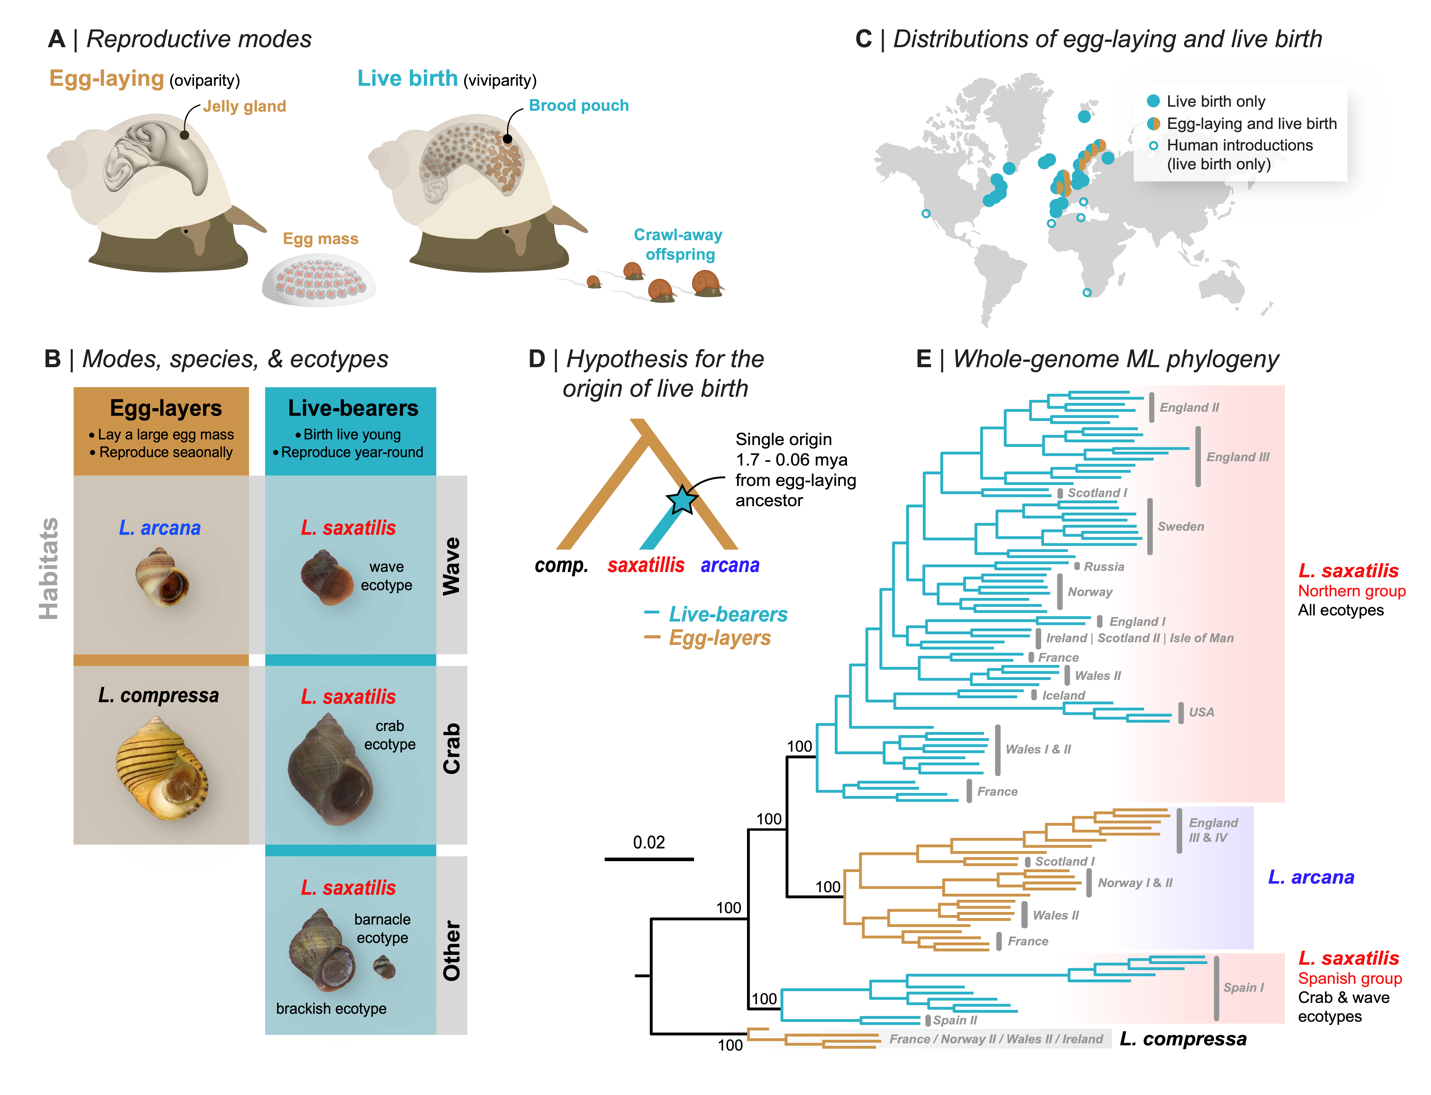 A | Reproductive modes
Egg-laying (oviparity)
Jelly gland
Egg mass
Live birth (viviparity)
Brood pouch
Crawl-away
offspring
C | Distributions of egg-laying and live birth
Live birth only
Egg-laying and live birth
Human introductions
(live birth only)
B | Modes, species, & ecotypes
Egg-layers
• Lay a large egg mass
• Reproduce seaonally
Live-bearers
• Birth live young
• Reproduce year-round
Habitats
L. arcana
L. saxatilis
wave
ecotype
Wave
L. compressa
L. saxatilis
crab
ecotype
Crab
L. saxatilis
barnacle
ecotype
brackish ecotype
Other
D | Hypothesis for the
origin of live birth
Single origin
1.7 - 0.06 mya
from egg-laying
ancestor
comp.
saxatillis
arcana
Live-bearers
Egg-layers
E | Whole-genome ML phylogeny
England II
England III
Scotland I
Sweden
Russia
Norway
England I
Ireland | Scotland II | Isle of Man
France
Wales II
Iceland
USA
Wales I & II
France
L. saxatilis
Northern group
All ecotypes
100
100
0.02
100
100
England
III & IV
Scotland I
Norway I & II
Wales II
France
L. arcana
100
Spain I
Spain II
L. saxatilis
Spanish group
Crab & wave
ecotypes
100
France / Norway II / Wales II / Ireland
L. compressa